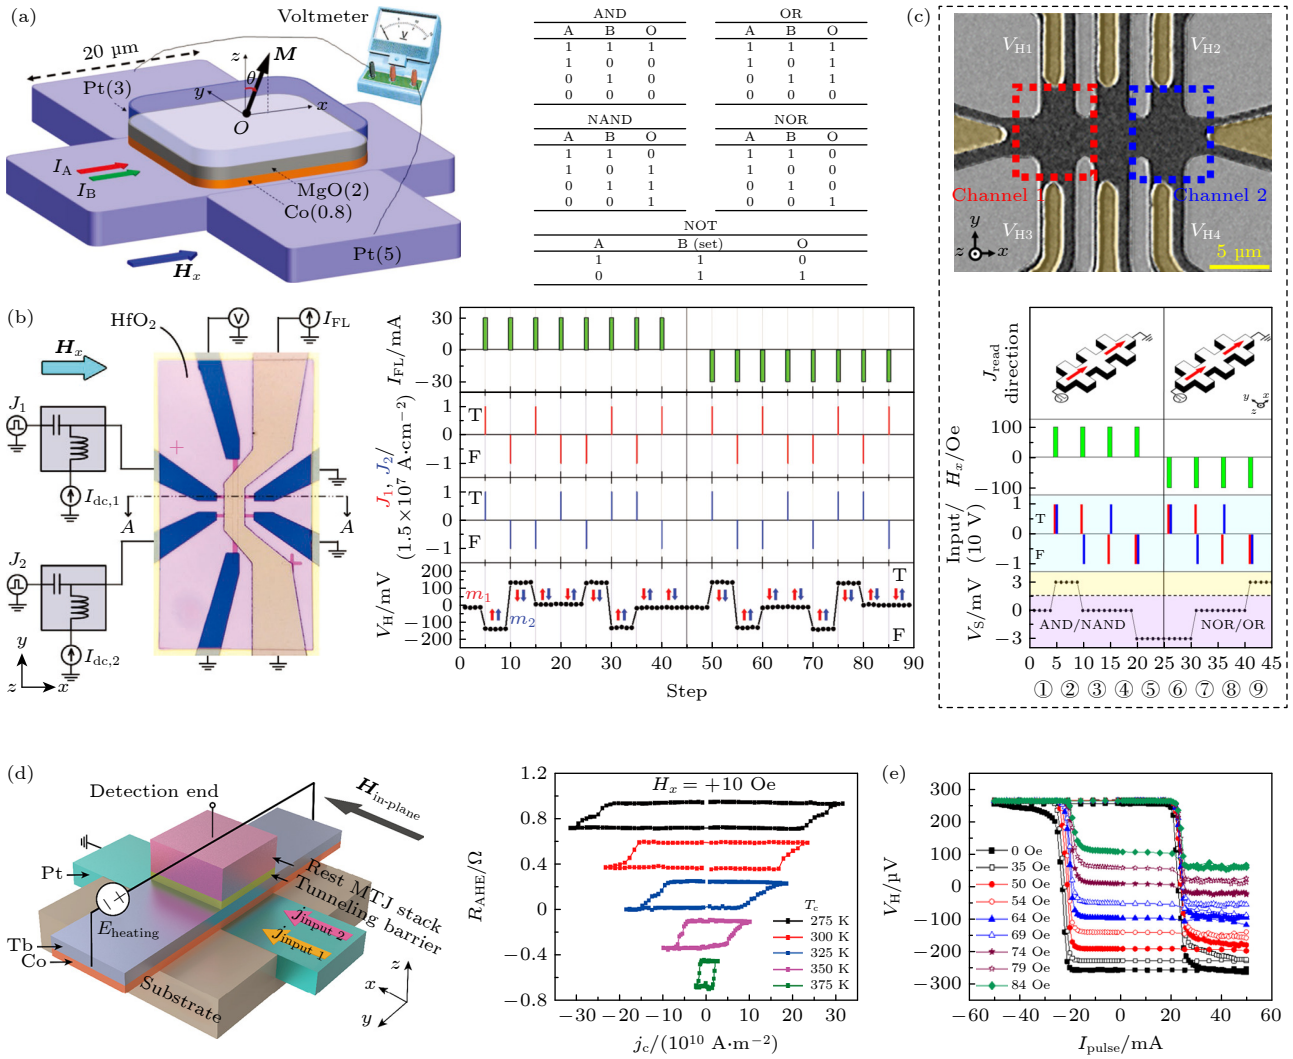 (a)
Voltmeter
V
20 µm
z
M
θ
Pt(3)
y
x
O
I_A
I_B
MgO(2)
Co(0.8)
Pt(5)
H_x
AND
A B O
1 1 1
1 0 0
0 1 0
0 0 0
OR
A B O
1 1 1
1 0 1
0 1 1
0 0 0
NAND
A B O
1 1 0
1 0 1
0 1 1
0 0 1
NOR
A B O
1 1 0
1 0 0
0 1 0
0 0 1
NOT
A B (set) O
1 1 0
0 1 1
(c)
V_H1
V_H2
Channel 1
Channel 2
V_H3
V_H4
y
z
x
5 µm
J_read
direction
y x
z
H_x/Oe
100
0
−100
Input/
(10 V)
1
T
0
F
−1
V_S/mV
3
0
−3
AND/NAND
NOR/OR
0 5 10 15 20 25 30 35 40 45
① ② ③ ④ ⑤ ⑥ ⑦ ⑧ ⑨
(b)
HfO₂
V
I_FL
H_x
J_1
I_dc,1
A
A
J_2
I_dc,2
y
z
x
I_FL/mA
30
0
−30
J_1, J_2/
(1.5×10⁷ A·cm⁻²)
1
T
0
F
−1
1
T
0
F
−1
V_H/mV
200
100
0
−100
−200
m_1
m_2
T
F
0 10 20 30 40 50 60 70 80 90
Step
(d)
Detection end
H_in-plane
Pt
Rest MTJ stack
Tunneling barrier
E_heating
j_input 2
j_input 1
Tb
Co
Substrate
z
x
y
R_AHE/Ω
1.2
0.8
0.4
0
−0.4
−0.8
H_x = +10 Oe
T_c
275 K
300 K
325 K
350 K
375 K
−30 −20 −10 0 10 20 30
j_c/(10¹⁰ A·m⁻²)
(e)
V_H/µV
300
200
100
0
−100
−200
−300
0 Oe
35 Oe
50 Oe
54 Oe
64 Oe
69 Oe
74 Oe
79 Oe
84 Oe
−60 −40 −20 0 20 40 60
I_pulse/mA